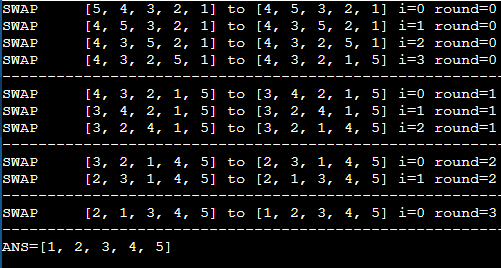 SWAP [5, 4, 3, 2, 1] to [4, 5, 3, 2, 1] i=0 round=0
SWAP [4, 5, 3, 2, 1] to [4, 3, 5, 2, 1] i=1 round=0
SWAP [4, 3, 5, 2, 1] to [4, 3, 2, 5, 1] i=2 round=0
SWAP [4, 3, 2, 5, 1] to [4, 3, 2, 1, 5] i=3 round=0
--------------------------------------------------------------
SWAP [4, 3, 2, 1, 5] to [3, 4, 2, 1, 5] i=0 round=1
SWAP [3, 4, 2, 1, 5] to [3, 2, 4, 1, 5] i=1 round=1
SWAP [3, 2, 4, 1, 5] to [3, 2, 1, 4, 5] i=2 round=1
--------------------------------------------------------------
SWAP [3, 2, 1, 4, 5] to [2, 3, 1, 4, 5] i=0 round=2
SWAP [2, 3, 1, 4, 5] to [2, 1, 3, 4, 5] i=1 round=2
--------------------------------------------------------------
SWAP [2, 1, 3, 4, 5] to [1, 2, 3, 4, 5] i=0 round=3
--------------------------------------------------------------
ANS=[1, 2, 3, 4, 5]